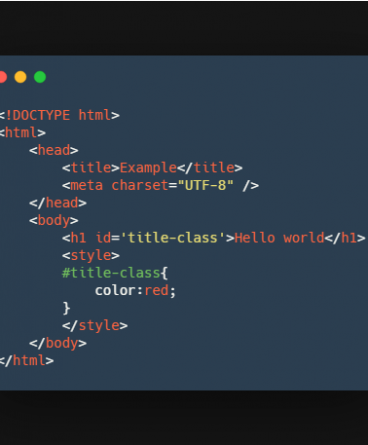 <!DOCTYPE html>
<html>
    <head>
        <title>Example</title>
        <meta charset="UTF-8" />
    </head>
    <body>
        <h1 id='title-class'>Hello world</h1>
        <style>
        #title-class{
            color:red;
        }
        </style>
    </body>
</html>